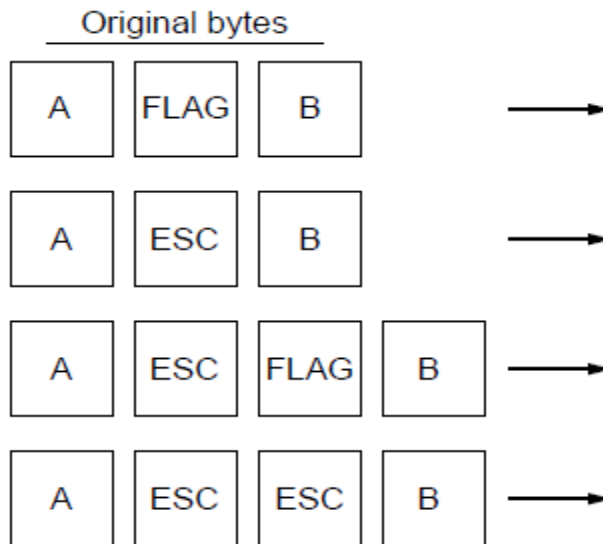 Original bytes
A FLAG B
A ESC B
A ESC FLAG B
A ESC ESC B